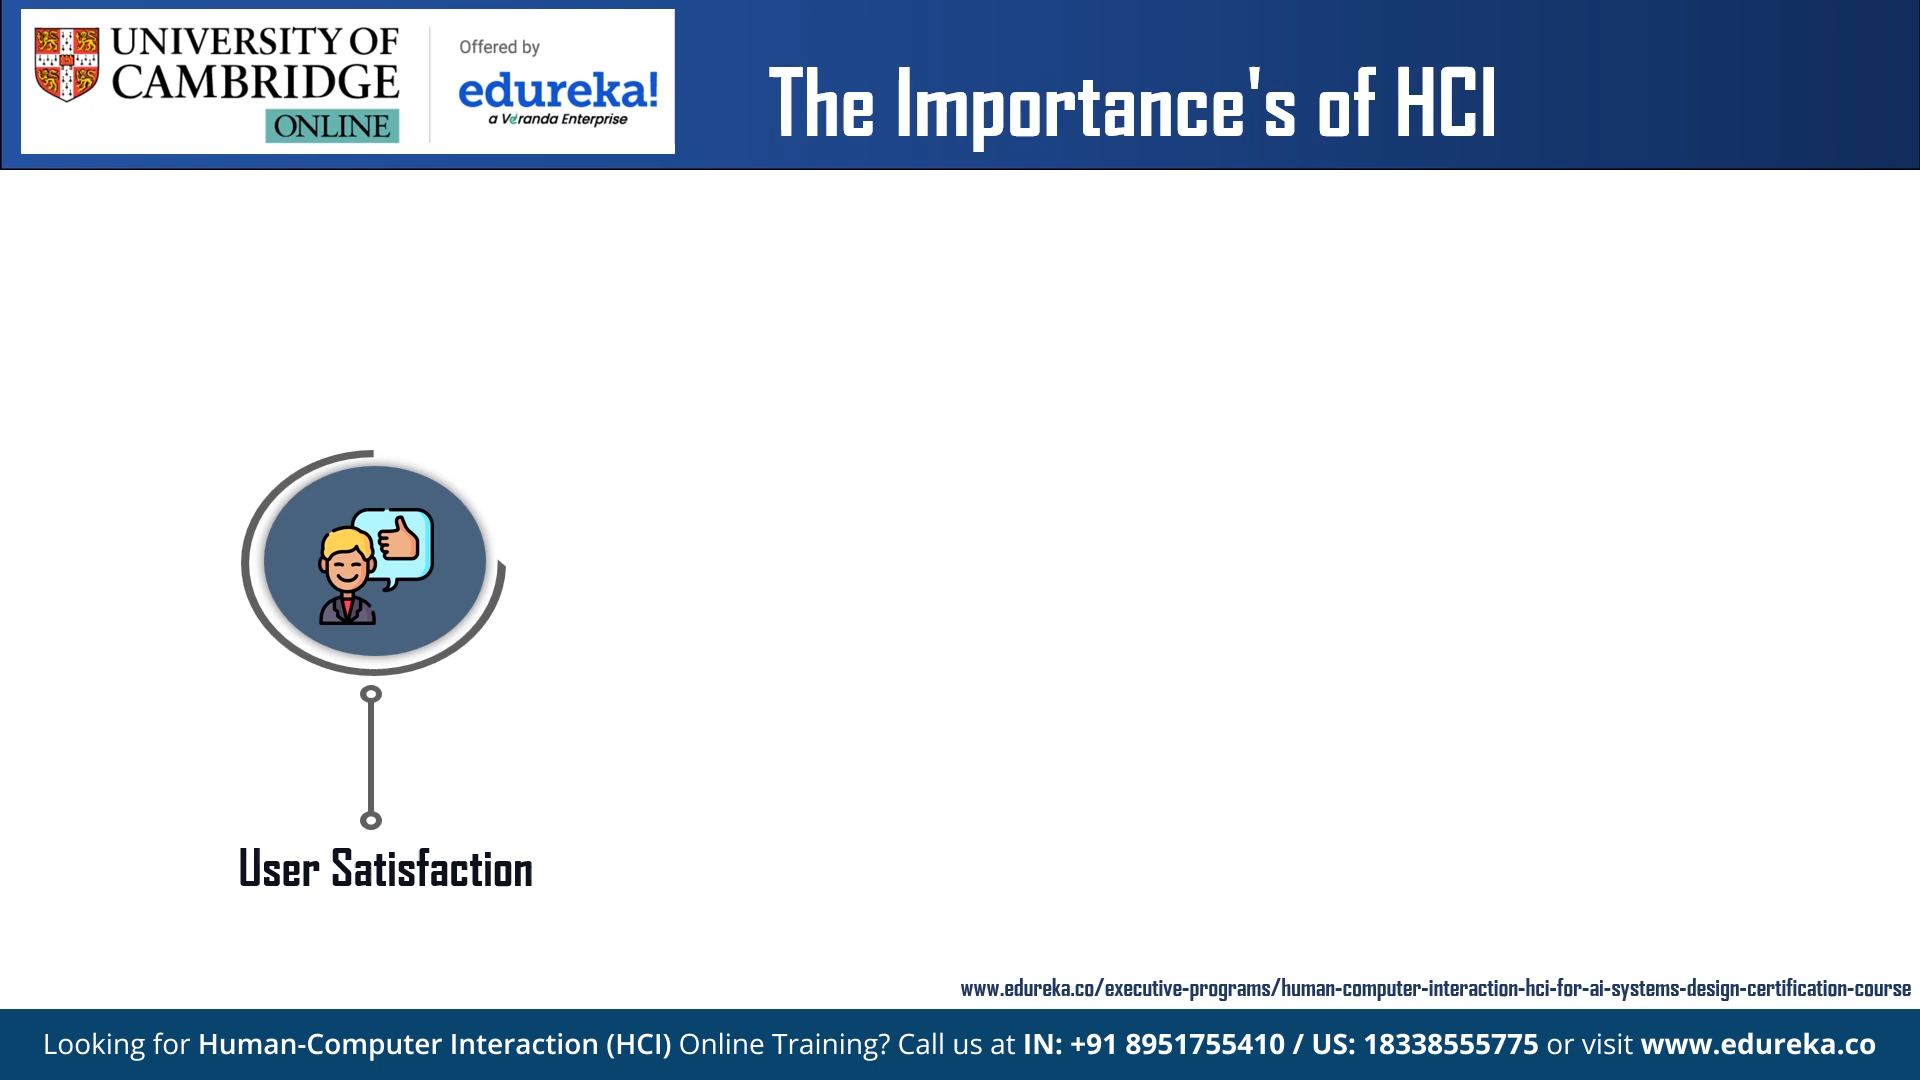 UNIVERSITY OF
CAMBRIDGE
ONLINE
Offered by
edureka!
a Veranda Enterprise
The Importance's of HCI
User Satisfaction
www.edureka.co/executive-programs/human-computer-interaction-hci-for-ai-systems-design-certification-course
Looking for Human-Computer Interaction (HCI) Online Training? Call us at IN: +91 8951755410 / US: 18338555775 or visit www.edureka.co